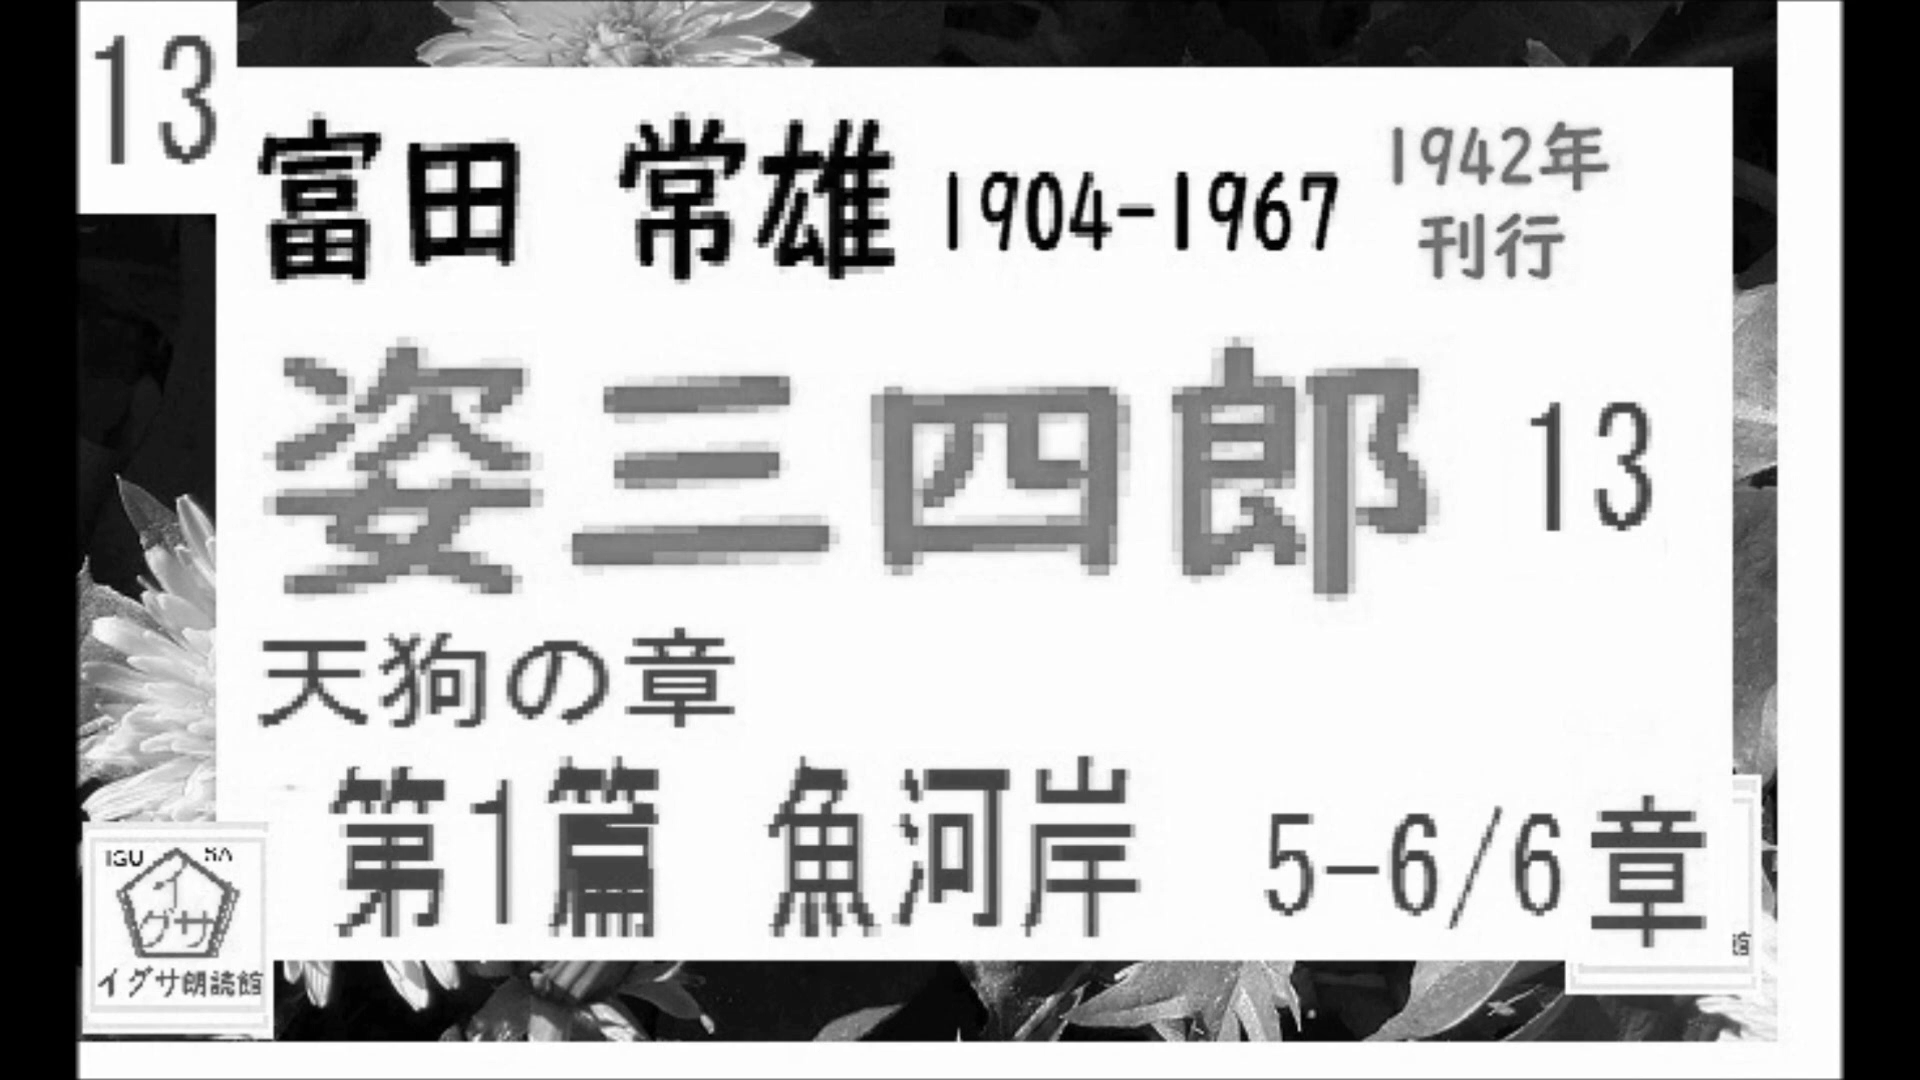 13
富田 常雄 1904-1967
1942年
刊行
姿三四郎 13
天狗の章
第1篇 魚河岸 5-6/6章
IGU SA
イ
グサ
イグサ朗読館
館